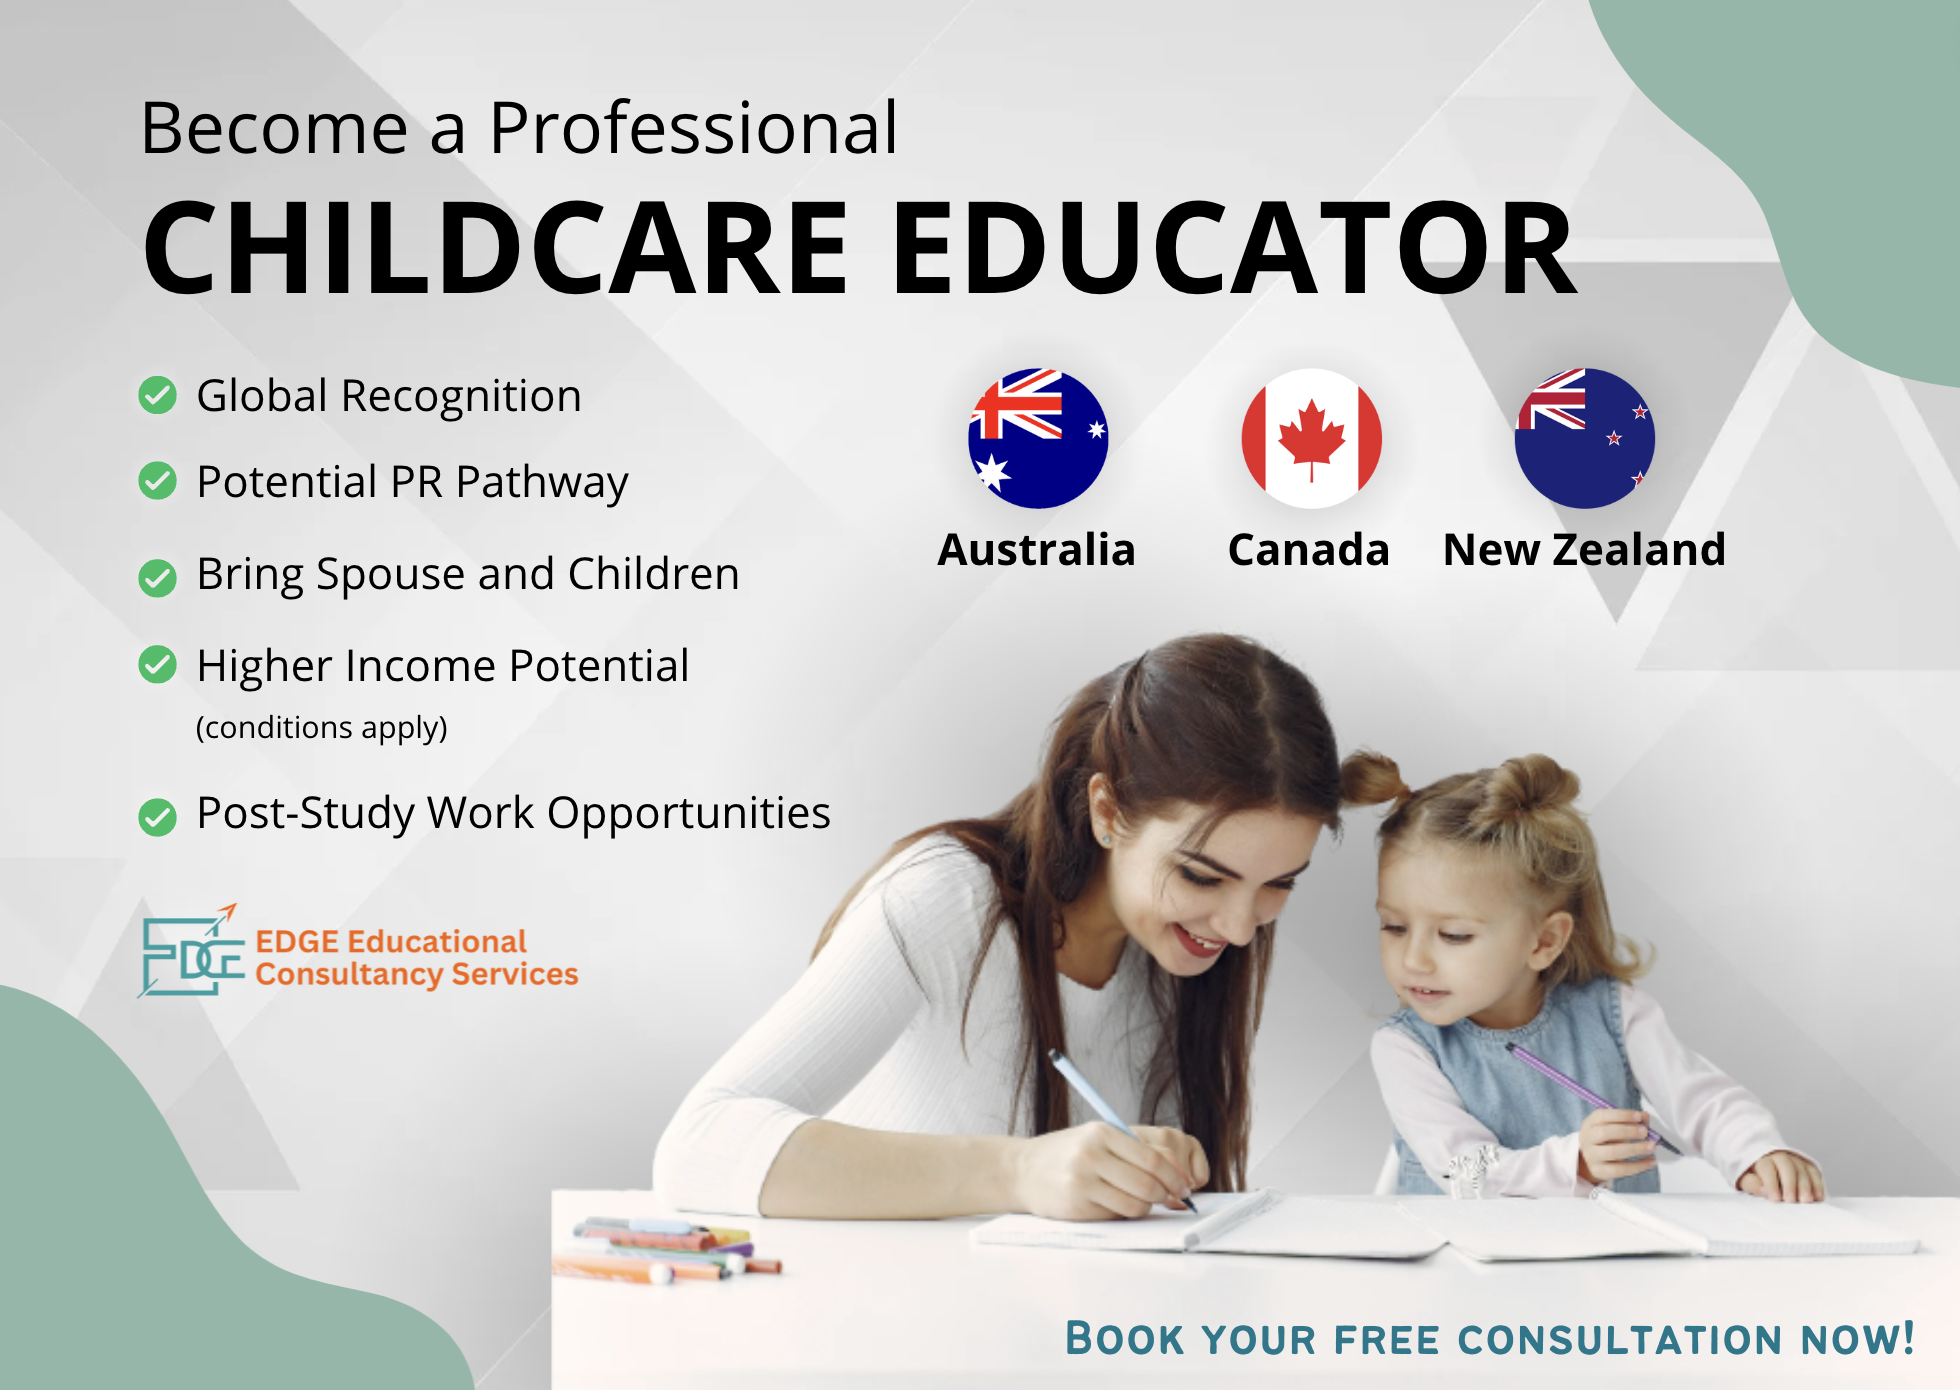 Become a Professional
CHILDCARE EDUCATOR
Global Recognition
Potential PR Pathway
Bring Spouse and Children
Higher Income Potential
(conditions apply)
Post-Study Work Opportunities
Australia
Canada
New Zealand
EDGE
EDGE Educational
Consultancy Services
BOOK YOUR FREE CONSULTATION NOW!